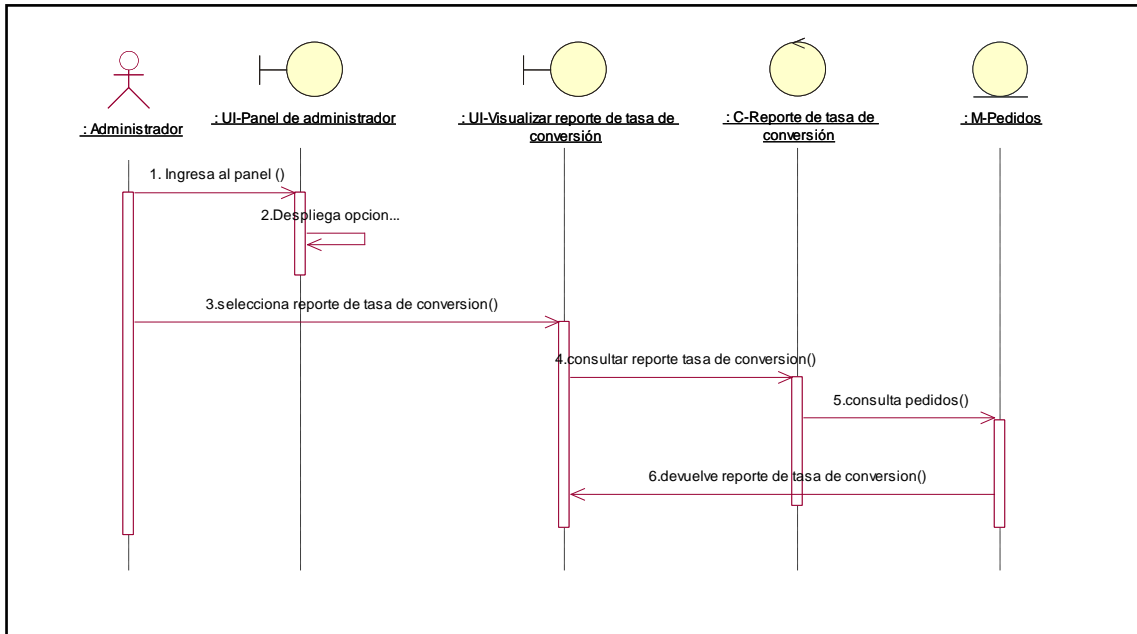 : Administrador
: UI-Panel de administrador
: UI-Visualizar reporte de tasa de
conversión
: C-Reporte de tasa de
conversión
: M-Pedidos
1. Ingresa al panel ()
2.Despliega opcion...
3.selecciona reporte de tasa de conversion()
4.consultar reporte tasa de conversion()
5.consulta pedidos()
6.devuelve reporte de tasa de conversion()